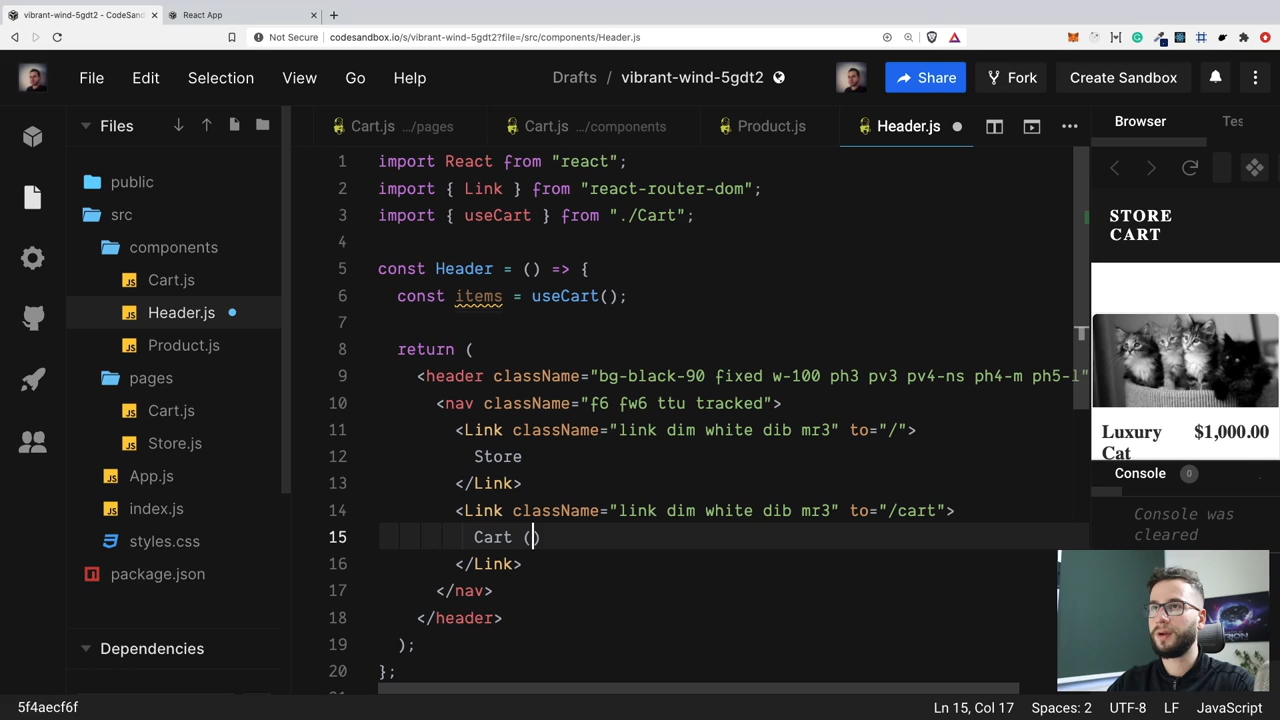 vibrant-wind-5gdt2 - CodeSand
React App
Not Secure
codesandbox.io/s/vibrant-wind-5gdt2?file=/src/components/Header.js
File Edit Selection View Go Help
Drafts / vibrant-wind-5gdt2
Share
Fork
Create Sandbox
Files
Cart.js .../pages
Cart.js .../components
Product.js
Header.js
Browser
Tes
public
src
components
Cart.js
Header.js
Product.js
pages
Cart.js
Store.js
App.js
index.js
styles.css
package.json
Dependencies
1 import React from "react";
2 import { Link } from "react-router-dom";
3 import { useCart } from "./Cart";
4
5 const Header = () => {
6 const items = useCart();
7
8 return (
9 <header className="bg-black-90 fixed w-100 ph3 pv3 pv4-ns ph4-m ph5-l"
10 <nav className="f6 fw6 ttu tracked">
11 <Link className="link dim white dib mr3" to="/">
12 Store
13 </Link>
14 <Link className="link dim white dib mr3" to="/cart">
15 Cart ()
16 </Link>
17 </nav>
18 </header>
19 );
20 };
STORE
CART
Luxury $1,000.00
Cat
Console 0
Console was
cleared
5f4aecf6f
Ln 15, Col 17 Spaces: 2 UTF-8 LF JavaScript